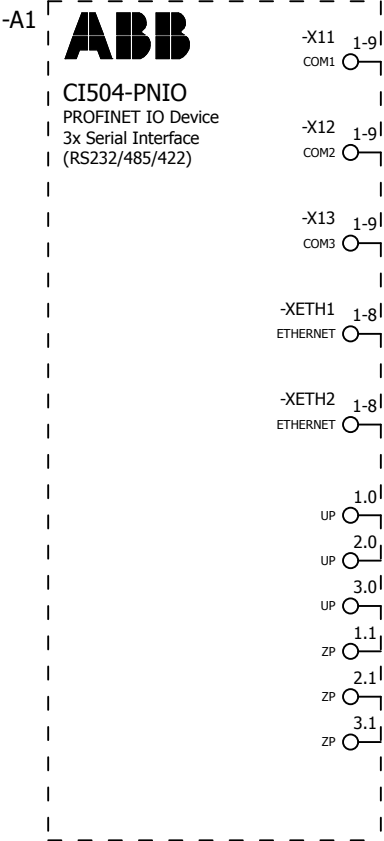 -A1
ABB
CI504-PNIO
PROFINET IO Device
3x Serial Interface
(RS232/485/422)
-X11 1-9
COM1
-X12 1-9
COM2
-X13 1-9
COM3
-XETH1 1-8
ETHERNET
-XETH2 1-8
ETHERNET
1.0
UP
2.0
UP
3.0
UP
1.1
ZP
2.1
ZP
3.1
ZP